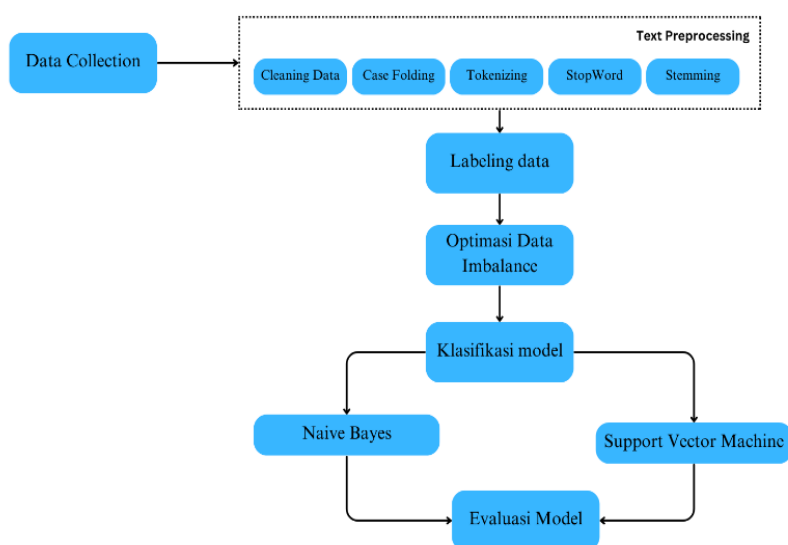 Text Preprocessing
Data Collection
Cleaning Data
Case Folding
Tokenizing
StopWord
Stemming
Labeling data
Optimasi Data
Imbalance
Klasifikasi model
Naive Bayes
Support Vector Machine
Evaluasi Model